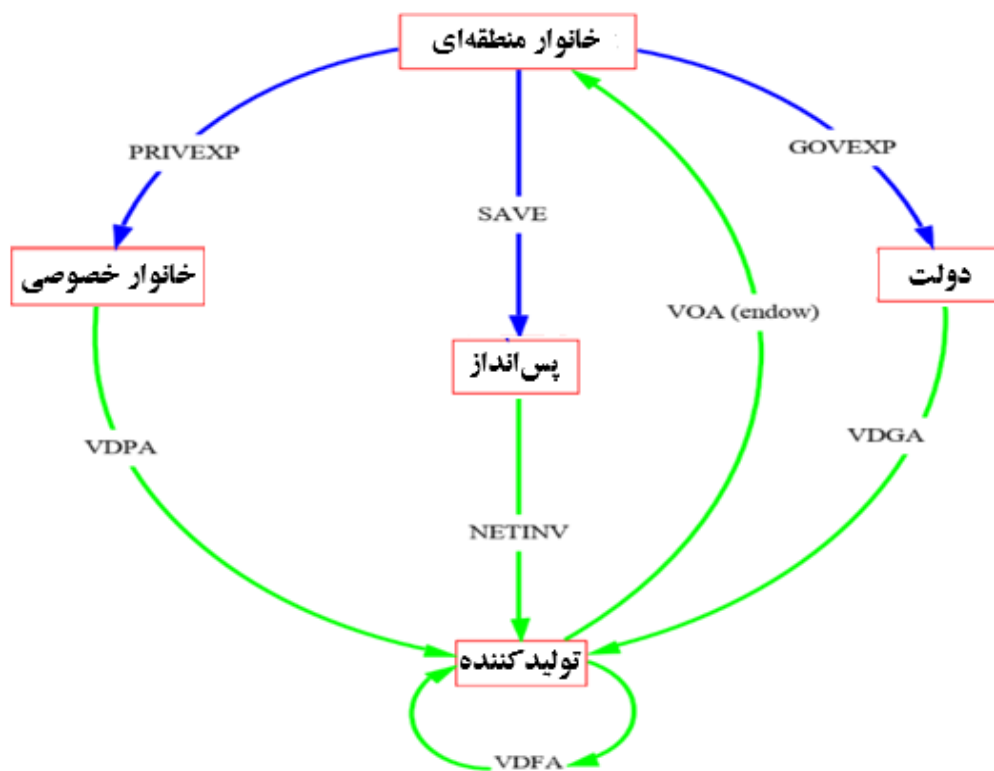 خانوار منطقه‌ای
PRIVEXP
GOVEXP
SAVE
خانوار خصوصی
دولت
VOA (endow)
پس‌انداز
VDPA
VDGA
NETINV
تولیدکننده
VDFA